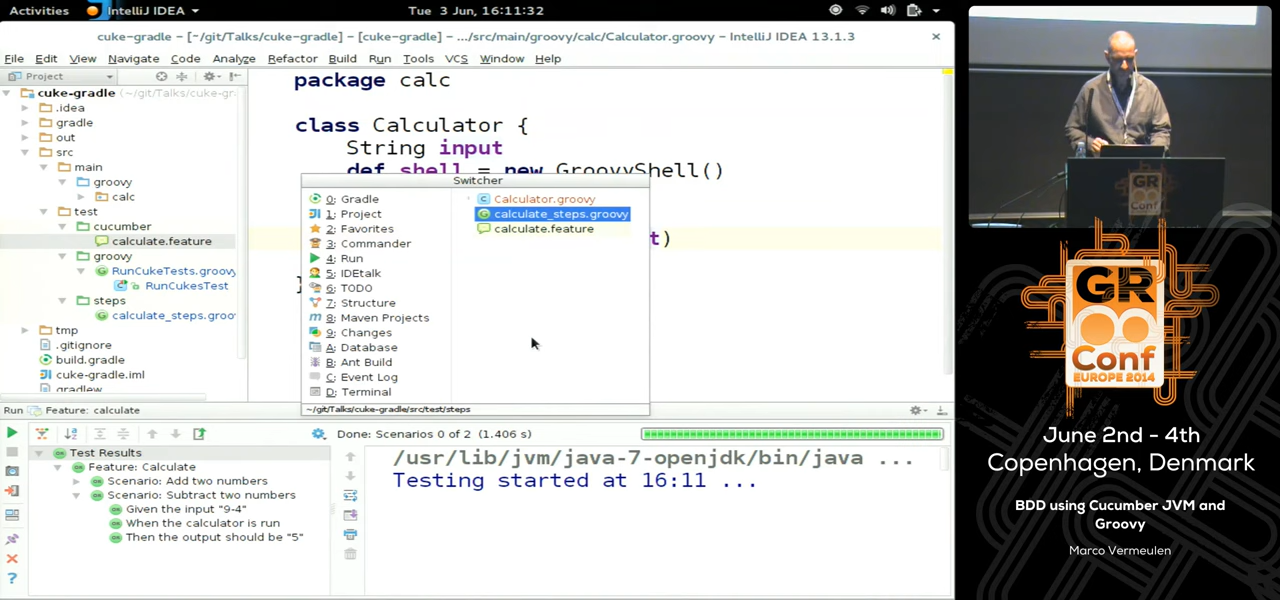 Activities
IntelliJ IDEA
Tue 3 Jun, 16:11:32
cuke-gradle – [~/git/Talks/cuke-gradle] – [cuke-gradle] – .../src/main/groovy/calc/Calculator.groovy – IntelliJ IDEA 13.1.3
File Edit View Navigate Code Analyze Refactor Build Run Tools VCS Window Help
Project
cuke-gradle (~/git/Talks/cuke-gr
.idea
gradle
out
src
main
groovy
calc
test
cucumber
calculate.feature
groovy
RunCukeTests.groovy
RunCukesTest
steps
calculate_steps.groo
tmp
.gitignore
build.gradle
cuke-gradle.iml
gradlew
package calc
class Calculator {
String input
def shell = new GroovyShell()
t)
}
Switcher
0: Gradle
1: Project
2: Favorites
3: Commander
4: Run
5: IDEtalk
6: TODO
7: Structure
8: Maven Projects
9: Changes
A: Database
B: Ant Build
C: Event Log
D: Terminal
Calculator.groovy
calculate_steps.groovy
calculate.feature
~/git/Talks/cuke-gradle/src/test/steps
Run Feature: calculate
Done: Scenarios 0 of 2 (1.406 s)
Test Results
Feature: Calculate
Scenario: Add two numbers
Scenario: Subtract two numbers
Given the input "9-4"
When the calculator is run
Then the output should be "5"
/usr/lib/jvm/java-7-openjdk/bin/java ...
Testing started at 16:11 ...
GR
Conf
GR
Conf
EUROPE 2014
June 2nd - 4th
Copenhagen, Denmark
BDD using Cucumber JVM and
Groovy
Marco Vermeulen